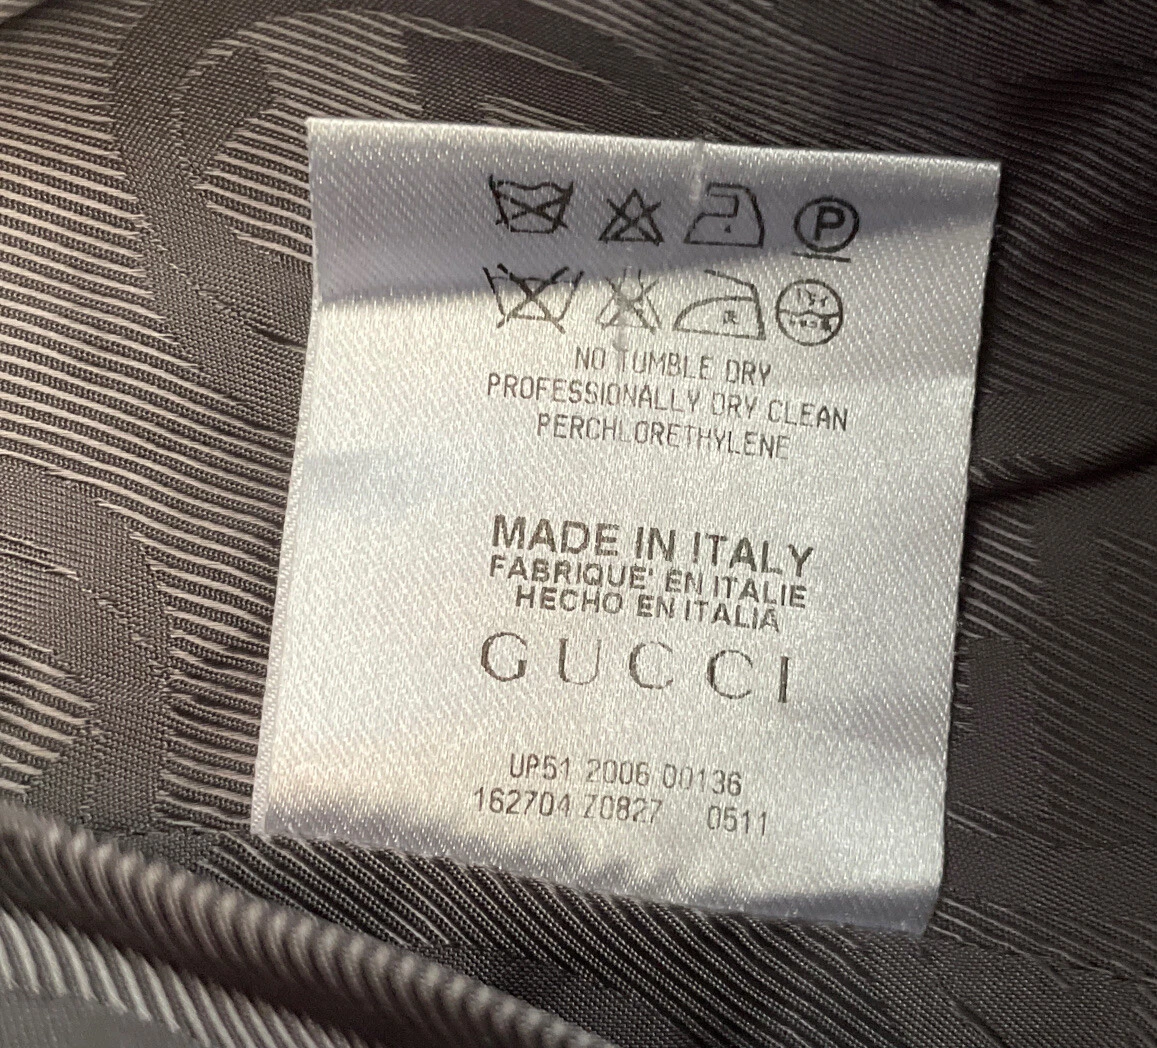 P
NO TUMBLE DRY
PROFESSIONALLY DRY CLEAN
PERCHLORETHYLENE
MADE IN ITALY
FABRIQUE' EN ITALIE
HECHO EN ITALIA
GUCCI
UP51 2006 00136
162704 Z0827 0511